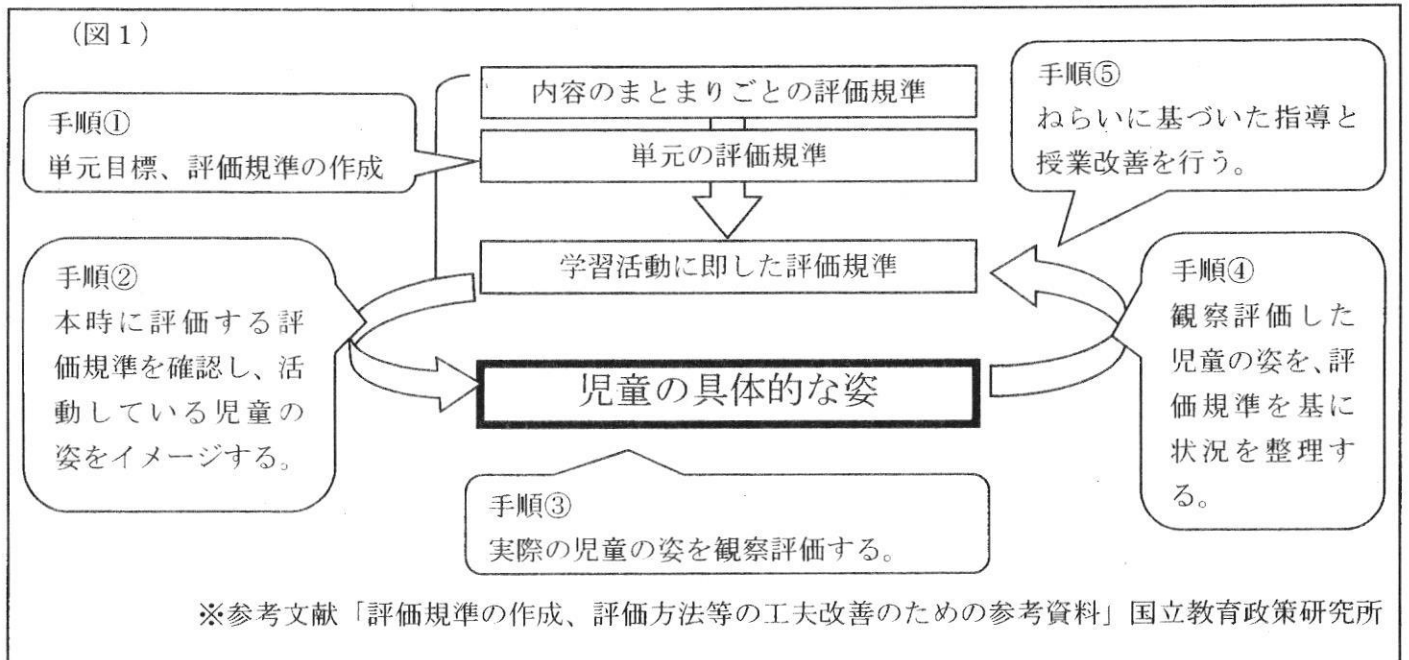 (図1)
内容のまとまりごとの評価規準
手順①
単元目標、評価規準の作成
単元の評価規準
手順⑤
ねらいに基づいた指導と
授業改善を行う。
学習活動に即した評価規準
手順②
本時に評価する評
価規準を確認し、活
動している児童の
姿をイメージする。
児童の具体的な姿
手順④
観察評価した
児童の姿を、評
価規準を基に
状況を整理す
る。
手順③
実際の児童の姿を観察評価する。
※参考文献「評価規準の作成、評価方法等の工夫改善のための参考資料」国立教育政策研究所